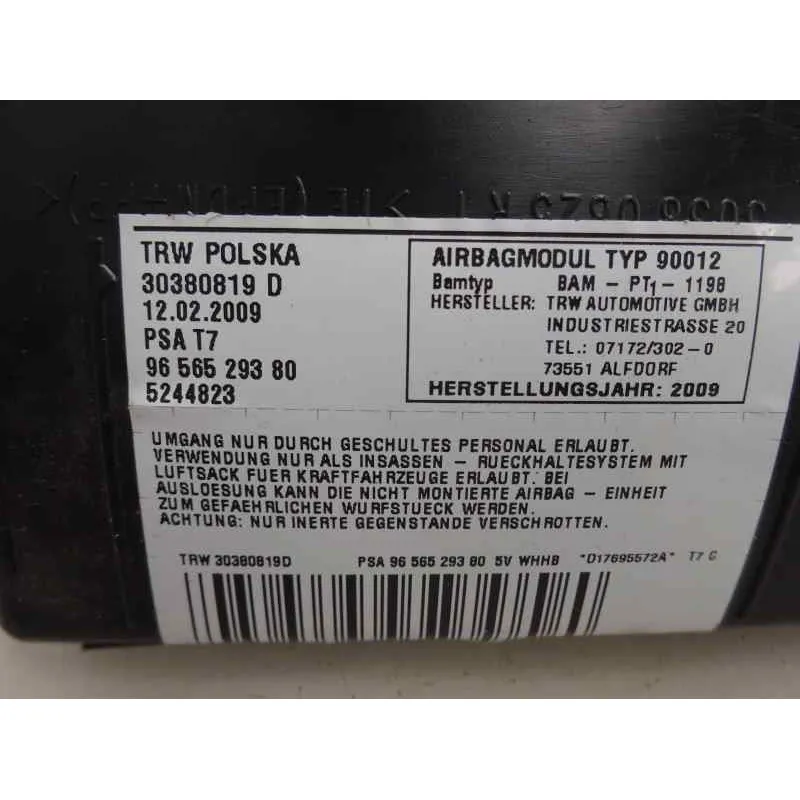 TRW POLSKA
30380819 D
12.02.2009
PSA T7
96 565 293 80
5244823
AIRBAGMODUL TYP 90012
Bamtyp BAM - PT1 - 1198
HERSTELLER: TRW AUTOMOTIVE GMBH
INDUSTRIESTRASSE 20
TEL.: 07172/302-0
73551 ALFDORF
HERSTELLUNGSJAHR: 2009
UMGANG NUR DURCH GESCHULTES PERSONAL ERLAUBT.
VERWENDUNG NUR ALS INSASSEN - RUECKHALTESYSTEM MIT
LUFTSACK FUER KRAFTFAHRZEUGE ERLAUBT. BEI
AUSLOESUNG KANN DIE NICHT MONTIERTE AIRBAG - EINHEIT
ZUM GEFAEHRLICHEN WURFSTUECK WERDEN.
ACHTUNG: NUR INERTE GEGENSTANDE VERSCHROTTEN.
TRW 30380819D PSA 96 565 293 80 5V WHHB *D17695572A* T7 G